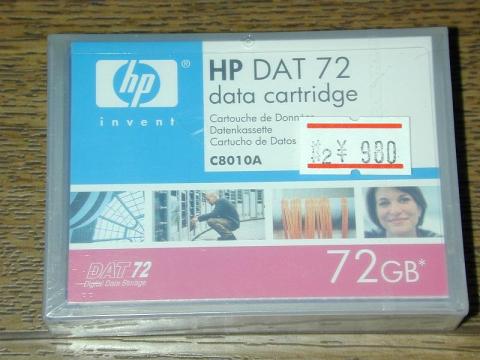 hp ®
invent
HP DAT 72
data cartridge
Cartouche de Données
Datenkassette
Cartucho de Datos
C8010A
¥ 980
DAT 72
Digital Data Storage
72GB*